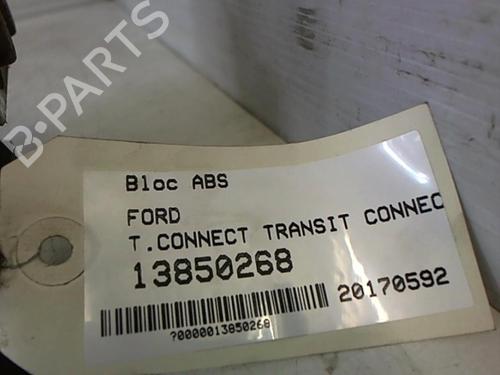 B-PARTS
Bloc ABS
FORD
T.CONNECT TRANSIT CONNEC
13850268
20170592
?0000013850268